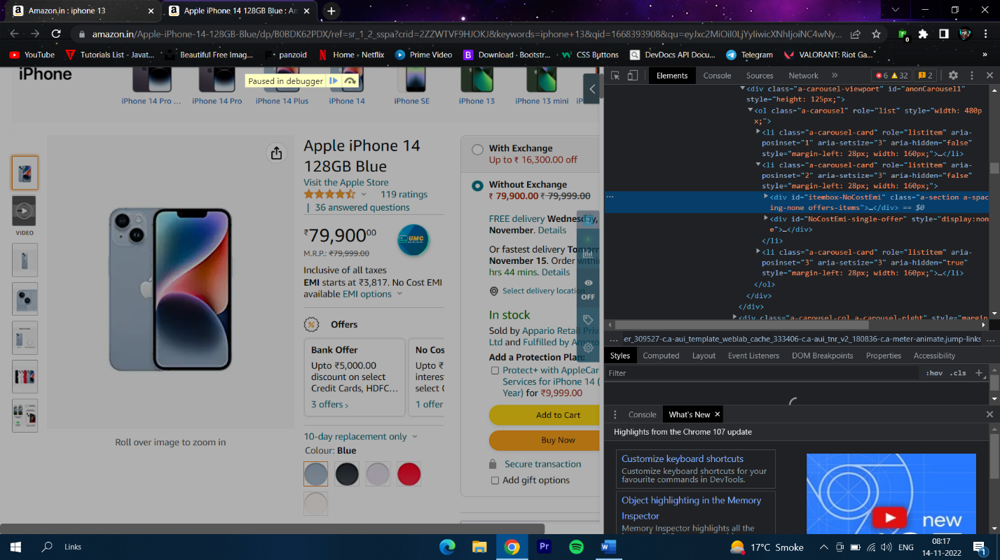 Amazon.in : iphone 13
Apple iPhone 14 128GB Blue : An
amazon.in/Apple-iPhone-14-128GB-Blue/dp/B0BDK62PDX/ref=sr_1_2_sspa?crid=2ZZWTVF9HJOKJ&keywords=iphone+13&qid=1668393908&qu=eyJxc2MiOiI0LjYyIiwicXNhIjoiNC4wNy...
0
YouTube
Tutorials List - Javat...
Beautiful Free Imag...
panzoid
Home - Netflix
Prime Video
Download · Bootstr...
CSS Buttons
DevDocs API Docu...
Telegram
VALORANT: Riot Ga...
»
iPhone
Paused in debugger
iPhone 14 Pro ...
iPhone 14 Pro
iPhone 14 Plus
iPhone 14
iPhone SE
iPhone 13
iPhone 13 mini
VIDEO
Roll over image to zoom in
Apple iPhone 14
128GB Blue
Visit the Apple Store
119 ratings
| 36 answered questions
₹79,900⁰⁰
UMC
M.R.P.: ₹79,999.00
Inclusive of all taxes
EMI starts at ₹3,817. No Cost EMI
available EMI options
Offers
Bank Offer
Upto ₹5,000.00
discount on select
Credit Cards, HDFC...
3 offers ›
No Cos
Upto ₹
interes
select C
1 offer
10-day replacement only
Colour: Blue
With Exchange
Up to ₹ 16,300.00 off
Without Exchange
₹ 79,900.00 ₹ 79,999.00
FREE delivery Wednesday,
November. Details
Or fastest delivery Tomorr
November 15. Order within
hrs 44 mins. Details
Select delivery location
OFF
In stock
Sold by Appario Retail Priv
Ltd and Fulfilled by Amazo
Add a Protection Plan:
Protect+ with AppleCar
Services for iPhone 14 (
Year) for ₹9,999.00
Add to Cart
Buy Now
Secure transaction
Add gift options
Elements
Console
Sources
Network
»
6
32
2
<div class="a-carousel-viewport" id="anonCarousel1"
style="height: 125px;">
<ol class="a-carousel" role="list" style="width: 480p
x;">
<li class="a-carousel-card" role="listitem" aria-
posinset="1" aria-setsize="3" aria-hidden="false"
style="margin-left: 28px; width: 160px;">…</li>
<li class="a-carousel-card" role="listitem" aria-
posinset="2" aria-setsize="3" aria-hidden="false"
style="margin-left: 28px; width: 160px;">
<div id="itembox-NoCostEmi" class="a-section a-spac
ing-none offers-items">…</div> == $0
<div id="NoCostEmi-single-offer" style="display:non
e">…</div>
</li>
<li class="a-carousel-card" role="listitem" aria-
posinset="3" aria-setsize="3" aria-hidden="true"
style="margin-left: 28px; width: 160px;">…</li>
</ol>
</div>
</div>
<div class="a-carousel-col a-carousel-right" style="margin
... er_309527-c.a-aui_template_weblab_cache_333406-c.a-aui_tnr_v2_180836-c.a-meter-animate.jump-links ...
Styles
Computed
Layout
Event Listeners
DOM Breakpoints
Properties
Accessibility
Filter
:hov
.cls
+
Console
What's New
Highlights from the Chrome 107 update
Customize keyboard shortcuts
Customize keyboard shortcuts for your
favourite commands in DevTools.
Object highlighting in the Memory
Inspector
Memory Inspector highlights all the
new
Links
Pr
17°C Smoke
ENG
08:17
14-11-2022
1